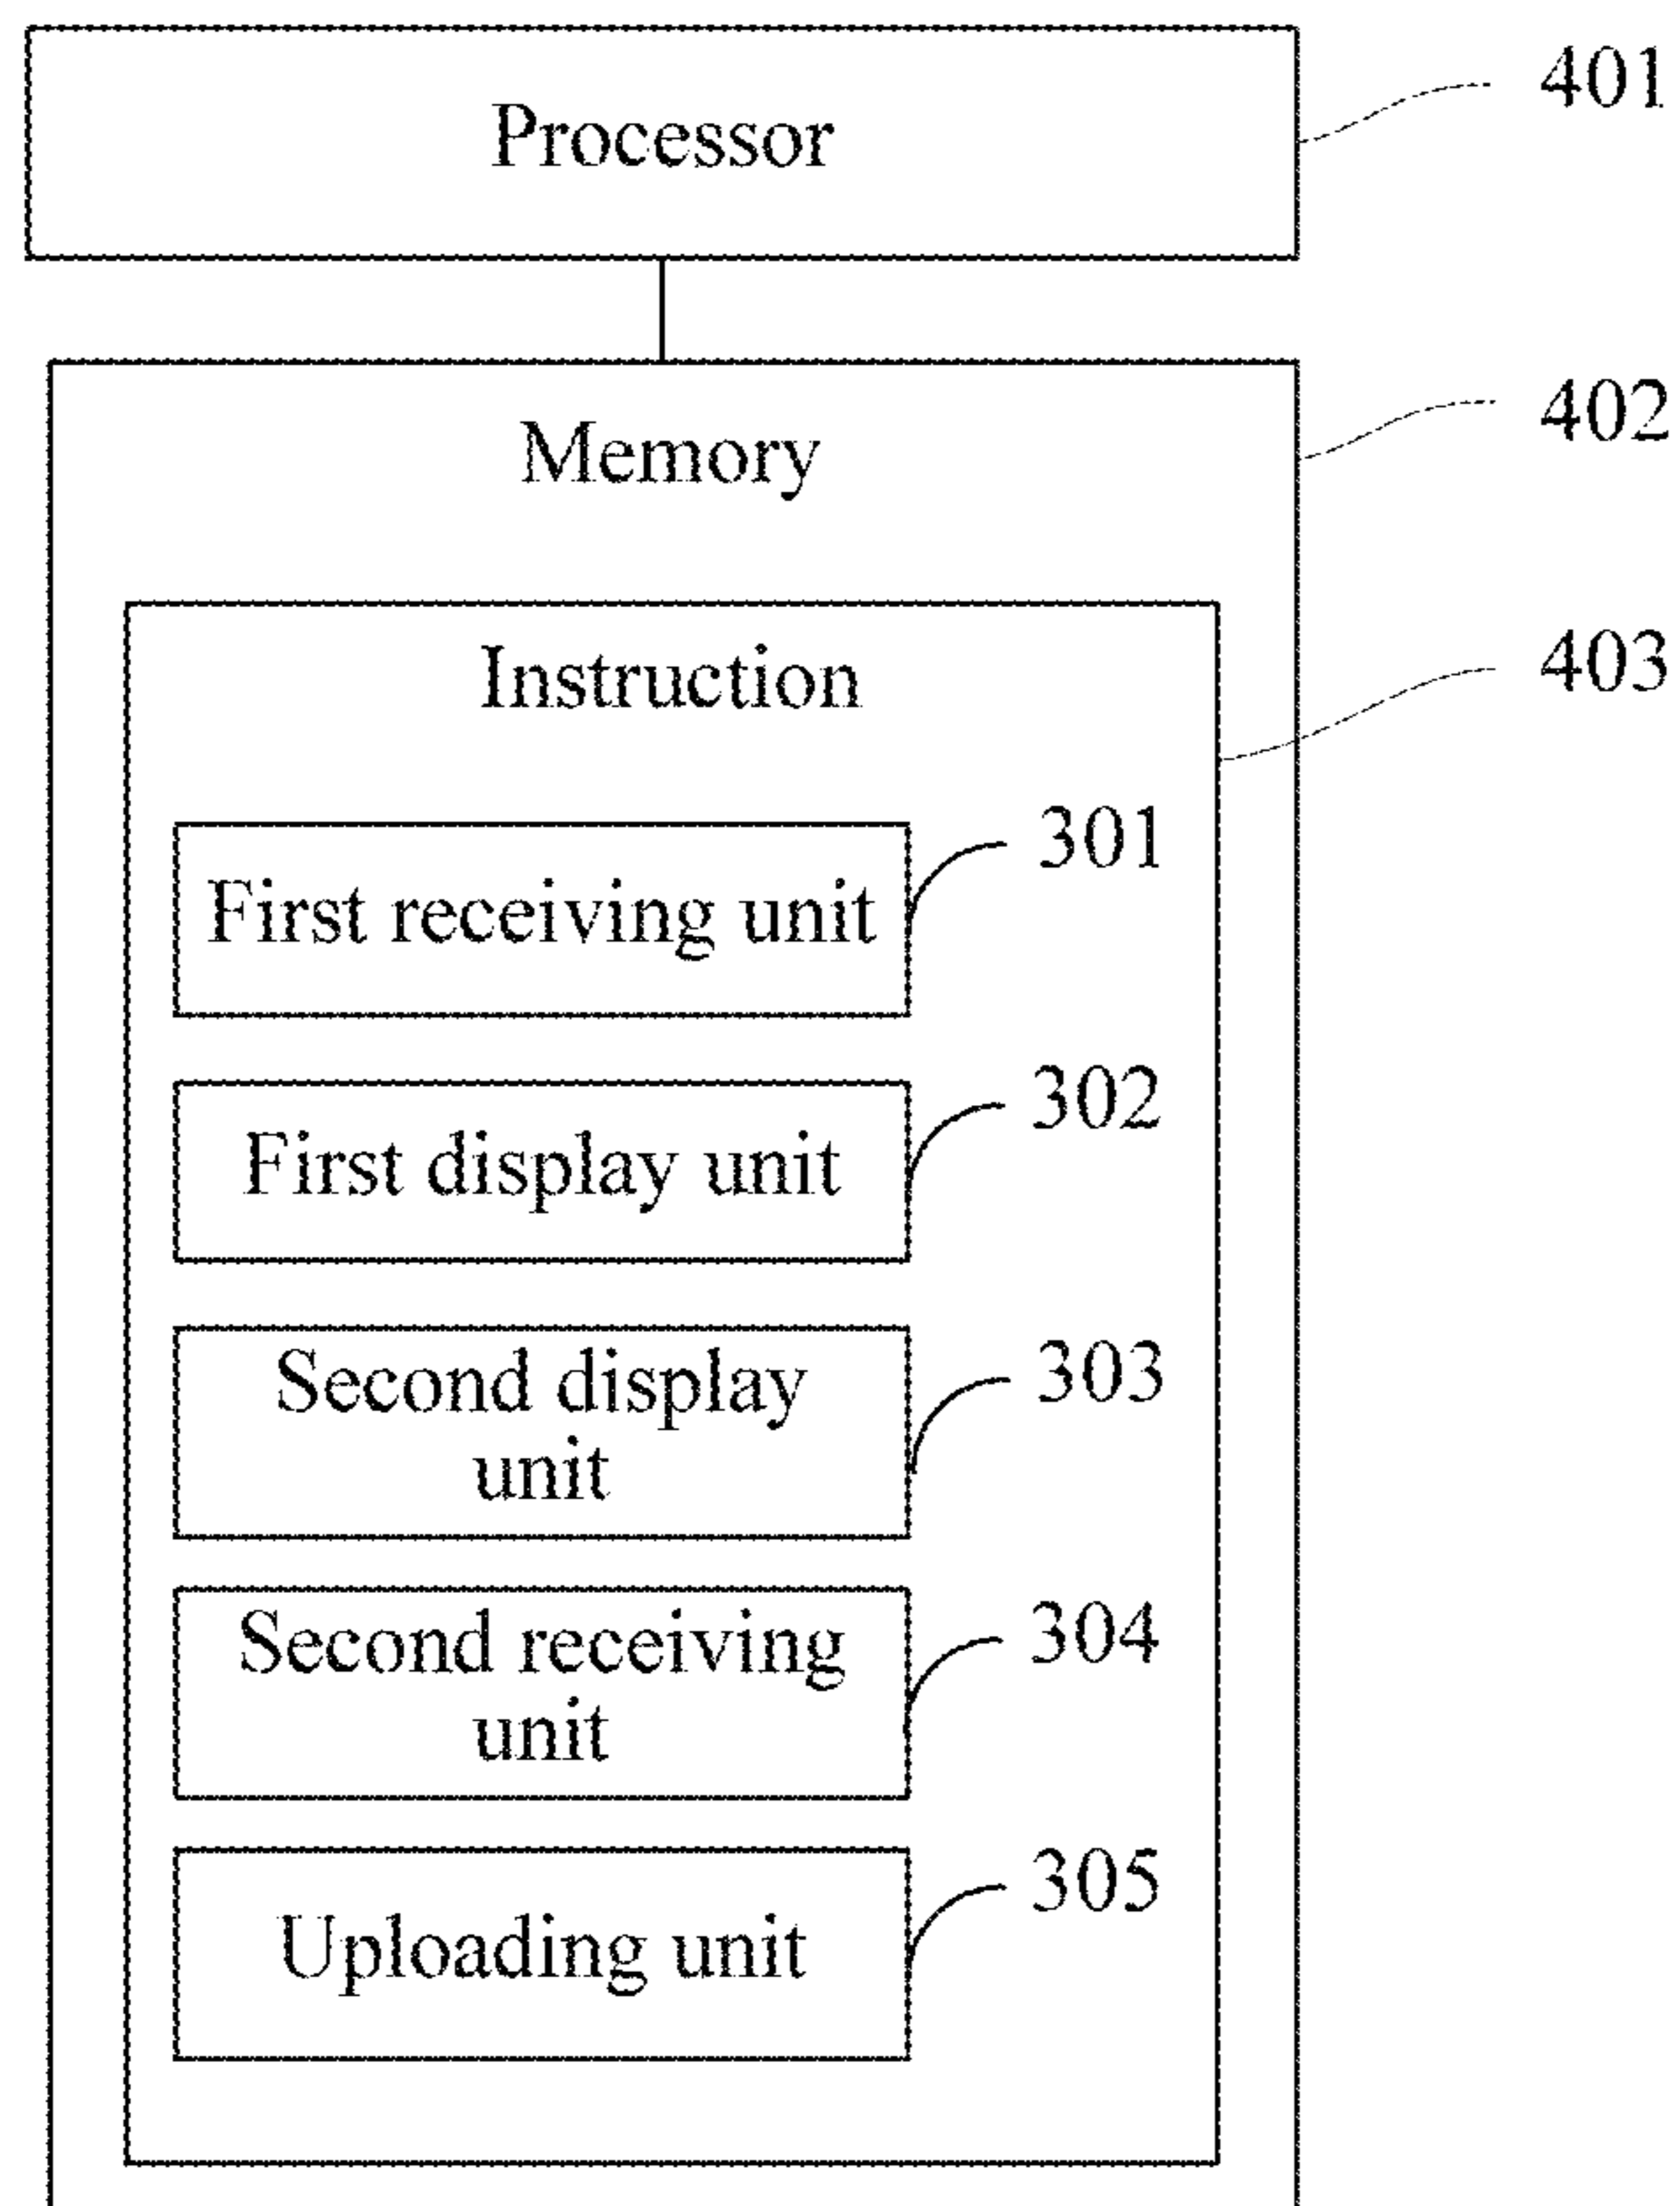 Processor
401
Memory
402
Instruction
403
First receiving unit
301
First display unit
302
Second display
unit
303
Second receiving
unit
304
Uploading unit
305